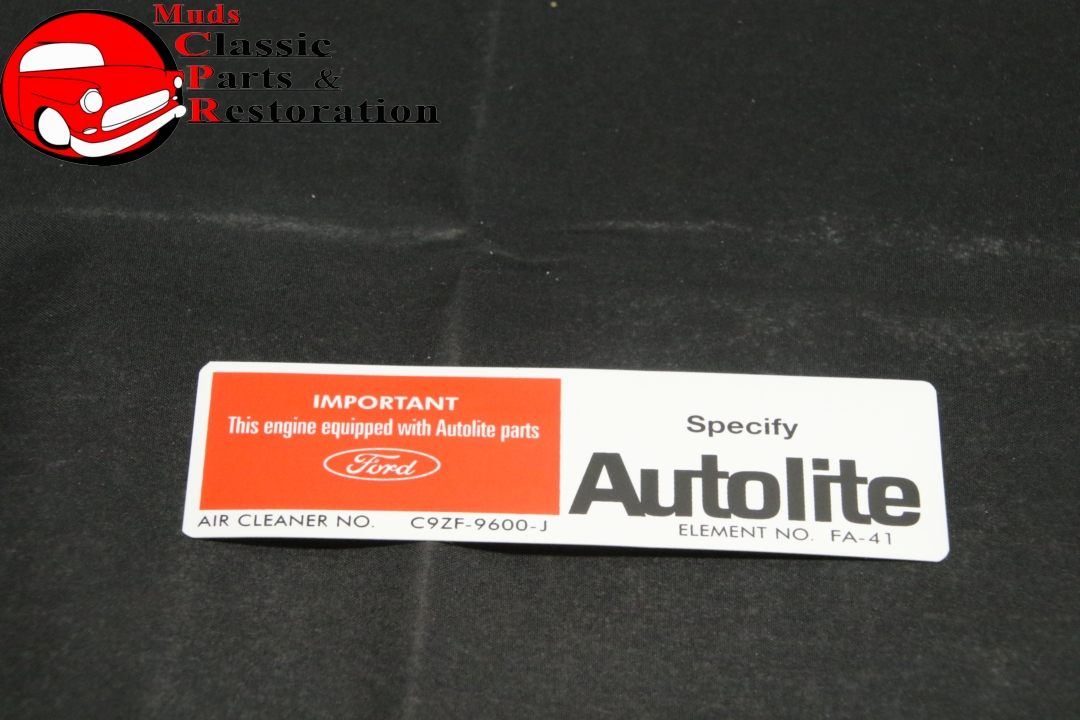 Muds
Classic
Parts &
Restoration
IMPORTANT
This engine equipped with Autolite parts
Ford
AIR CLEANER NO. C9ZF-9600-J
Specify
Autolite
ELEMENT NO. FA-41